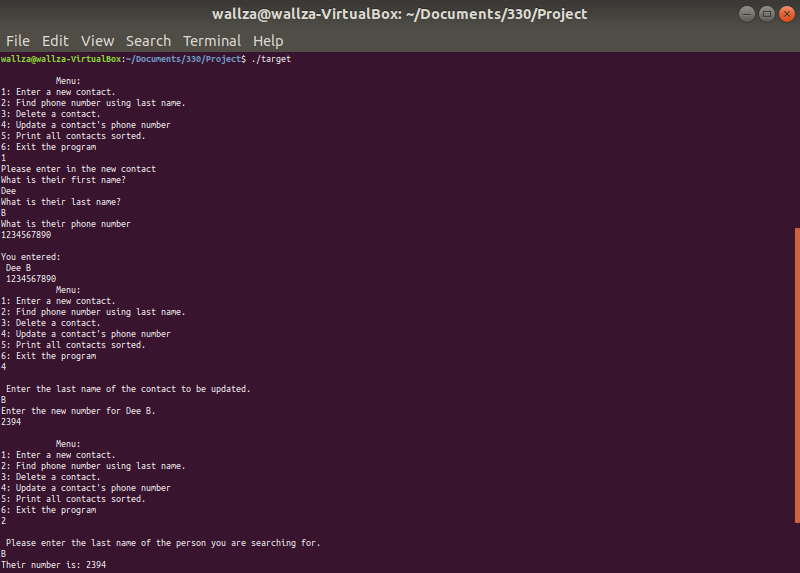 wallza@wallza-VirtualBox: ~/Documents/330/Project
File Edit View Search Terminal Help
wallza@wallza-VirtualBox:~/Documents/330/Project$ ./target
Menu:
1: Enter a new contact.
2: Find phone number using last name.
3: Delete a contact.
4: Update a contact's phone number
5: Print all contacts sorted.
6: Exit the program
1
Please enter in the new contact
What is their first name?
Dee
What is their last name?
B
What is their phone number
1234567890
You entered:
Dee B
1234567890
Menu:
1: Enter a new contact.
2: Find phone number using last name.
3: Delete a contact.
4: Update a contact's phone number
5: Print all contacts sorted.
6: Exit the program
4
Enter the last name of the contact to be updated.
B
Enter the new number for Dee B.
2394
Menu:
1: Enter a new contact.
2: Find phone number using last name.
3: Delete a contact.
4: Update a contact's phone number
5: Print all contacts sorted.
6: Exit the program
2
Please enter the last name of the person you are searching for.
B
Their number is: 2394